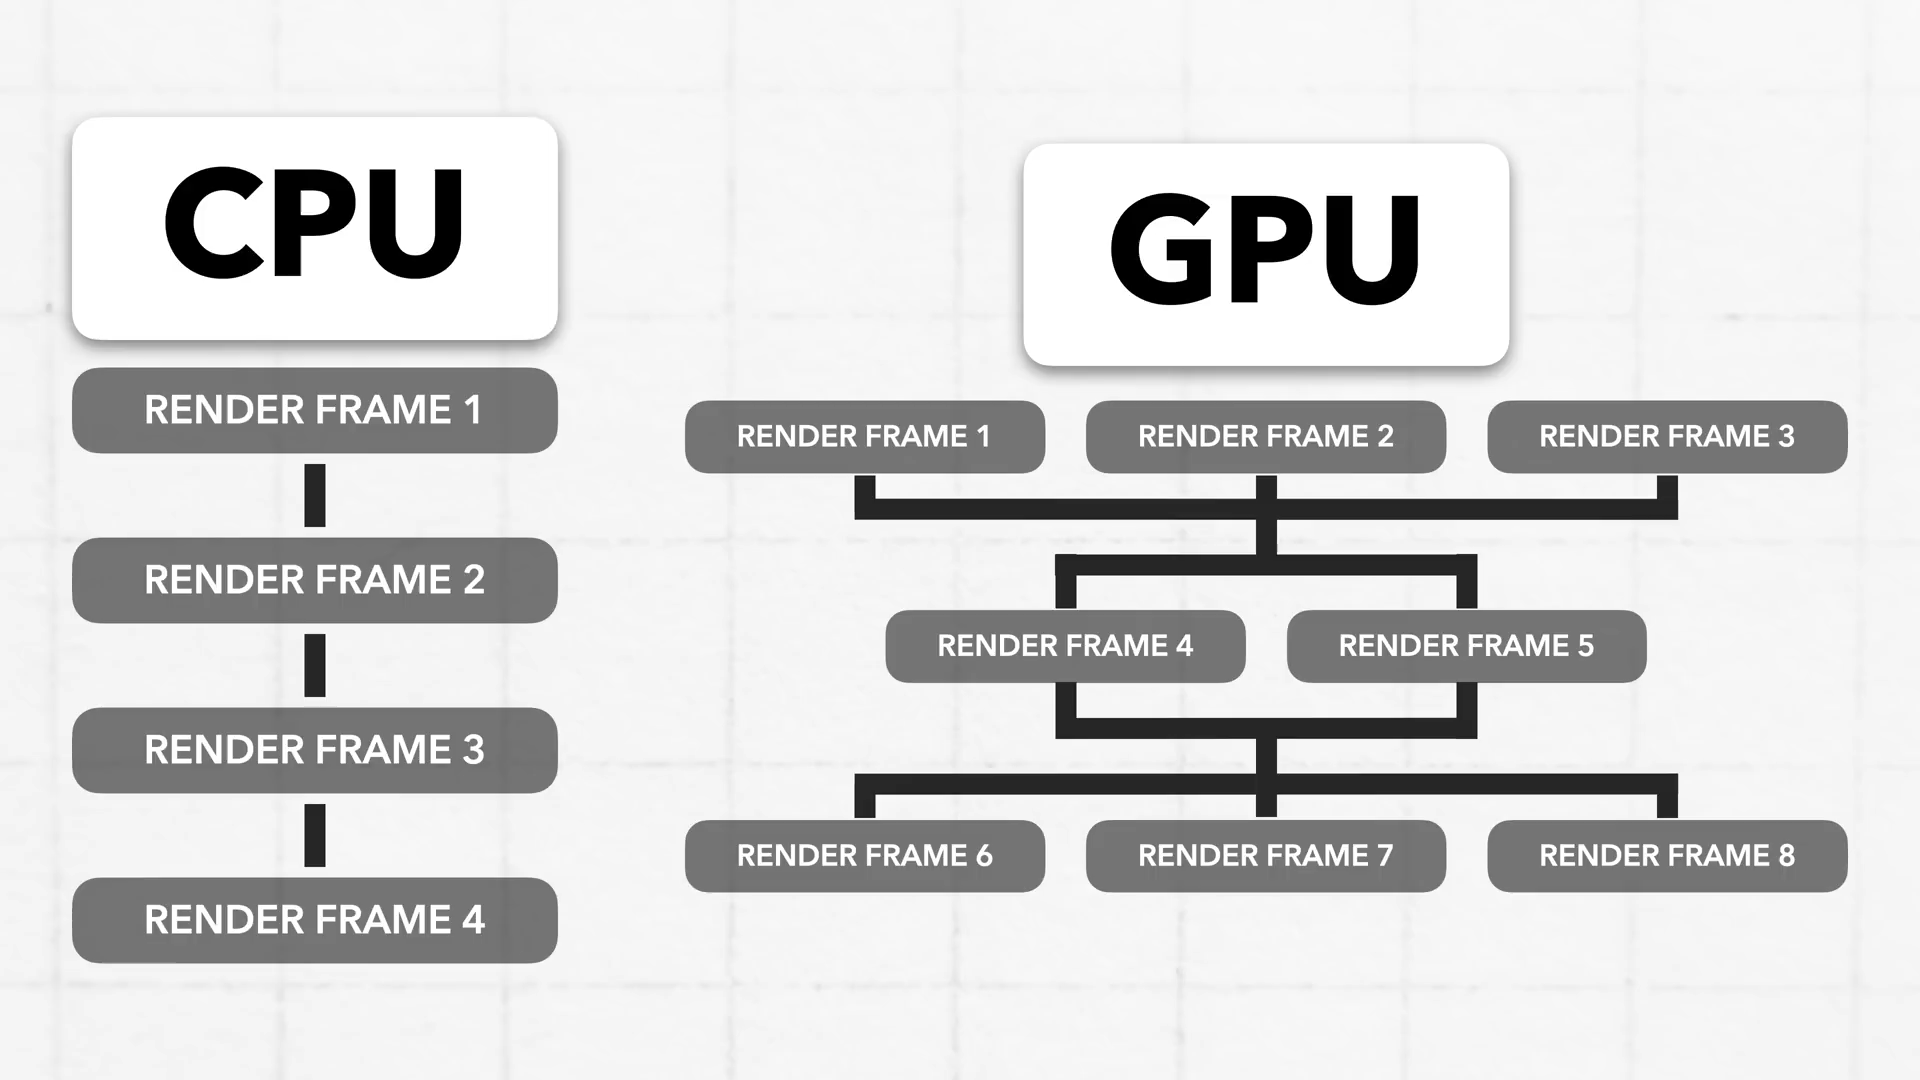 CPU
RENDER FRAME 1
RENDER FRAME 2
RENDER FRAME 3
RENDER FRAME 4
GPU
RENDER FRAME 1
RENDER FRAME 2
RENDER FRAME 3
RENDER FRAME 4
RENDER FRAME 5
RENDER FRAME 6
RENDER FRAME 7
RENDER FRAME 8